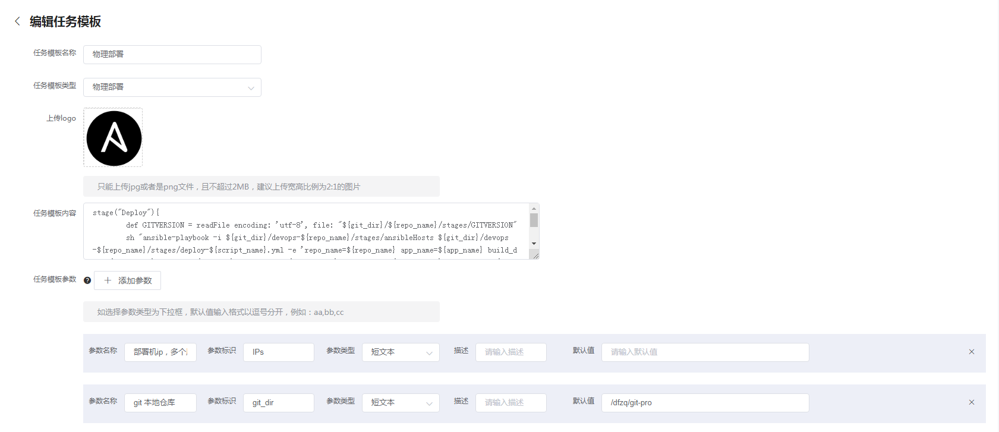 编辑任务模板
任务模板名称 物理部署
任务模板类型 物理部署
上传logo
只能上传jpg或者是png文件，且不超过2MB，建议上传宽高比例为2:1的图片
任务模板内容 stage("Deploy"){
def GITVERSION = readFile encoding: 'utf-8', file: "${git_dir}/${repo_name}/stages/GITVERSION"
sh "ansible-playbook -i ${git_dir}/devops-${repo_name}/stages/ansibleHosts ${git_dir}/devops
-${repo_name}/stages/deploy-${script_name}.yml -e 'repo_name=${repo_name} app_name=${app_name} build_d
任务模板参数 ? 添加参数
如选择参数类型为下拉框，默认值输入格式以逗号分开，例如：aa,bb,cc
参数名称 部署机ip，多个 参数标识 IPs 参数类型 短文本 描述 请输入描述 默认值 请输入默认值
参数名称 git 本地仓库 参数标识 git_dir 参数类型 短文本 描述 请输入描述 默认值 /dfzq/git-pro